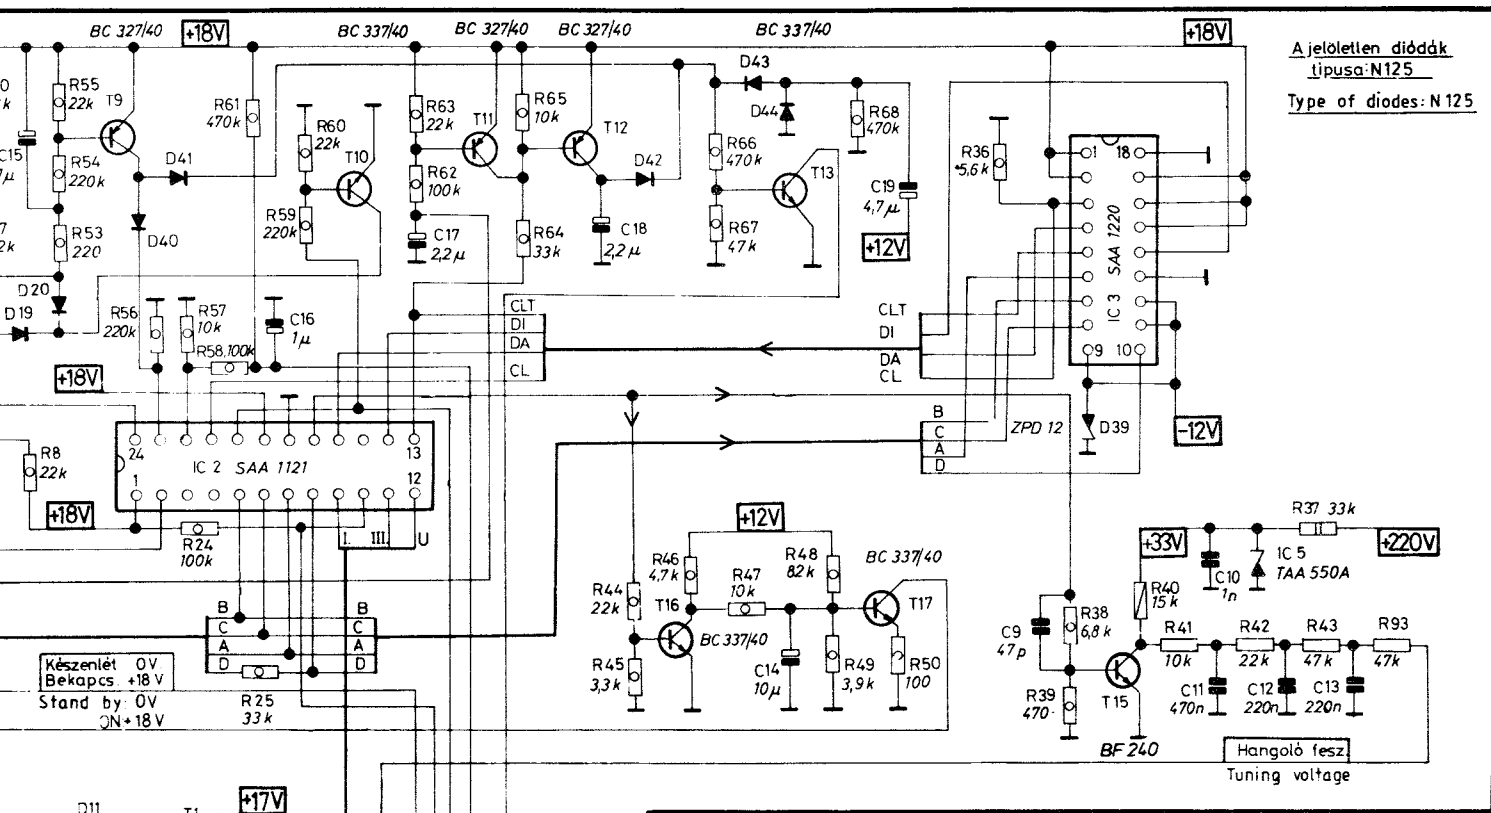 BC 327/40
+18V
BC 337/40
BC 327/40
BC 327/40
BC 337/40
+18V
A jelöletlen diódák
tipusa:N125
Type of diodes: N 125
R55
22k
T9
R61
470k
R60
22k
T10
R63
22k
T11
R65
10k
T12
D43
D44
R68
470k
C15
R54
220k
D41
R62
100k
D42
R66
470k
T13
R36
5,6k
1
18
C19
4,7µ
R53
220
D40
R59
220k
C17
2,2µ
R64
33k
C18
2,2µ
R67
47k
+12V
SAA 1220
IC 3
D20
D19
R56
220k
R57
10k
R58,100k
C16
1µ
CLT
DI
DA
CL
CLT
DI
DA
CL
9
10
+18V
B
C
A
D
ZPD 12
D39
-12V
R8
22k
24
IC 2 SAA 1121
13
1
12
+18V
R24
100k
I.
III.
U
+12V
R46
4,7k
R47
10k
R48
82k
BC 337/40
R44
22k
T16
T17
BC 337/40
R45
3,3k
C14
10µ
R49
3,9k
R50
100
R37 33k
+33V
+220V
C10
1n
IC 5
TAA 550A
R40
15k
C9
47p
R38
6,8k
R41
10k
R42
22k
R43
47k
R93
47k
R39
470
T15
C11
470n
C12
220n
C13
220n
BF 240
B
C
A
D
B
C
A
D
R25
33k
Készenlét 0V
Bekapcs. +18V
Stand by: 0V
ON+18V
Hangoló fesz.
Tuning voltage
+17V
D11